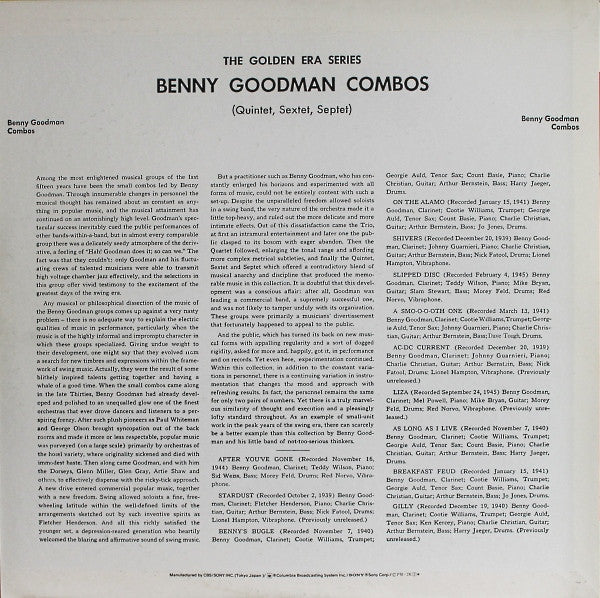 THE GOLDEN ERA SERIES
BENNY GOODMAN COMBOS
(Quintet, Sextet, Septet)
Benny Goodman
Combos
Benny Goodman
Combos
Among the most enlightened musical groups of the last
fifteen years have been the small combos led by Benny
Goodman. Through innumerable changes in personnel the
musical thought has remained about as constant as any-
thing in popular music, and the musical attainment has
continued on an astonishingly high level. Goodman's spec-
tacular success inevitably cued the public performances of
other bands-within-a-band, but in almost every comparable
group there was a delicately seedy atmosphere of the deriv-
ative, a feeling of "Hah! Goodman does it; so can we." The
fact was that they couldn't: only Goodman and his fluctu-
ating crews of talented musicians were able to transmit
high voltage chamber jazz effectively, and the selections in
this group offer vivid testimony to the excitement of the
greatest days of the swing era.
Any musical or philosophical dissection of the music of
the Benny Goodman groups comes up against a very nasty
problem – there is no adequate way to explain the electric
qualities of music in performance, particularly when the
music is of the highly informal and impromptu character in
which these groups specialized. Giving undue weight to
their development, one might say that they evolved from
a search for new timbres and expressions within the frame-
work of swing music. Actually, they were the result of some
blithely inspired talents getting together and having a
whale of a good time. When the small combos came along
in the late Thirties, Benny Goodman had already devel-
oped and polished to an unequalled glow one of the finest
orchestras that ever drove dancers and listeners to a per-
spiring frenzy. After such plush pioneers as Paul Whiteman
and George Olsen brought syncopation out of the back
rooms and made it more or less respectable, popular music
was purveyed (on a large scale) primarily by orchestras of
the hotel variety, where originality sickened and died with
immodest haste. Then along came Goodman, and with him
the Dorseys, Glenn Miller, Glen Gray, Artie Shaw and
others, to effectively dispense with the ricky-tick approach.
A new drive entered commercial popular music, together
with a new freedom. Swing allowed soloists a fine, free-
wheeling latitude within the well-defined limits of the
arrangements sketched out by such inventive spirits as
Fletcher Henderson. And all this richly satisfied the
younger set, a depression-reared generation who heartily
welcomed the blaring and affirmative sound of swing music.
But a practitioner such as Benny Goodman, who has con-
stantly enlarged his horizons and experimented with all
forms of music, could not be entirely content with such a
set-up. Despite the unparalleled freedom allowed soloists
in a swing band, the very nature of the orchestra made it a
little top-heavy, and ruled out the more delicate and more
intimate effects. Out of this dissatisfaction came the Trio,
at first an intramural entertainment and later one the pub-
lic clasped to its bosom with eager abandon. Then the
Quartet followed, enlarging the tonal range and affording
more complex metrical subtleties, and finally the Quintet,
Sextet and Septet which offered a contradictory blend of
musical anarchy and discipline that produced the memo-
rable music in this collection. It is doubtful that this devel-
opment was a conscious affair: after all, Goodman was
leading a commercial band, a supremely successful one,
and was not likely to tamper unduly with its organization.
These groups were primarily a musicians' divertissement
that fortunately happened to appeal to the public.
And the public, which has turned its back on new musi-
cal forms with appalling regularity and a sort of dogged
rigidity, asked for more and, happily, got it, in performance
and on records. Yet even here, experimentation continued.
Within this collection, in addition to the constant varia-
tions in personnel, there is a continuing variation in instru-
mentation that changes the mood and approach with
refreshing results. In fact, the personnel remains the same
for only two pairs of numbers. Yet there is a truly marvel-
ous similarity of thought and execution and a pleasingly
lofty standard throughout. As an example of small-unit
work in the peak years of the swing era, there can scarcely
be a better example than this collection by Benny Good-
man and his little band of not-too-serious thinkers.
AFTER YOU'VE GONE (Recorded November 16,
1944) Benny Goodman, Clarinet; Teddy Wilson, Piano;
Sid Weiss, Bass; Morey Feld, Drums; Red Norvo, Vibra-
phone.
STARDUST (Recorded October 2, 1939) Benny Good-
man, Clarinet; Fletcher Henderson, Piano; Charlie Chris-
tian, Guitar; Arthur Bernstein, Bass; Nick Fatool, Drums;
Lionel Hampton, Vibraphone. (Previously unreleased.)
BENNY'S BUGLE (Recorded November 7, 1940)
Benny Goodman, Clarinet; Cootie Williams, Trumpet;
Georgie Auld, Tenor Sax; Count Basie, Piano; Charlie
Christian, Guitar; Arthur Bernstein, Bass; Harry Jaeger,
Drums.
ON THE ALAMO (Recorded January 15, 1941) Benny
Goodman, Clarinet; Cootie Williams, Trumpet; Georgie
Auld, Tenor Sax; Count Basie, Piano; Charlie Christian,
Guitar; Arthur Bernstein, Bass; Jo Jones, Drums.
SHIVERS (Recorded December 20, 1939) Benny Good-
man, Clarinet; Johnny Guarnieri, Piano; Charlie Christian,
Guitar; Arthur Bernstein, Bass; Nick Fatool, Drums; Lionel
Hampton, Vibraphone.
SLIPPED DISC (Recorded February 4, 1945) Benny
Goodman, Clarinet; Teddy Wilson, Piano; Mike Bryan,
Guitar; Slam Stewart, Bass; Morey Feld, Drums; Red
Norvo, Vibraphone.
A SMO-O-O-OTH ONE (Recorded March 13, 1941)
Benny Goodman, Clarinet; Cootie Williams, Trumpet; Georg-
ie Auld, Tenor Sax; Johnny Guarnieri, Piano; Charlie Chris-
tian, Guitar; Arthur Bernstein, Bass; Dave Tough, Drums.
AC-DC CURRENT (Recorded December 20, 1939)
Benny Goodman, Clarinet; Johnny Guarnieri, Piano;
Charlie Christian, Guitar; Arthur Bernstein, Bass; Nick
Fatool, Drums; Lionel Hampton, Vibraphone. (Previously
unreleased.)
LIZA (Recorded September 24, 1945) Benny Goodman,
Clarinet; Mel Powell, Piano; Mike Bryan, Guitar; Morey
Feld, Drums; Red Norvo, Vibraphone. (Previously unre-
leased.)
AS LONG AS I LIVE (Recorded November 7, 1940)
Benny Goodman, Clarinet; Cootie Williams, Trumpet;
Georgie Auld, Tenor Sax; Count Basie, Piano; Charlie
Christian, Guitar; Arthur Bernstein, Bass; Harry Jaeger,
Drums.
BREAKFAST FEUD (Recorded January 15, 1941)
Benny Goodman, Clarinet; Cootie Williams, Trumpet;
Georgie Auld, Tenor Sax; Count Basie, Piano; Charlie
Christian, Guitar; Arthur Bernstein, Bass; Jo Jones, Drums.
GILLY (Recorded December 19, 1940) Benny Good-
man, Clarinet; Cootie Williams, Trumpet; Georgie Auld,
Tenor Sax; Ken Kersey, Piano; Charlie Christian, Guitar;
Arthur Bernstein, Bass; Harry Jaeger, Drums. (Previously
unreleased.)
Manufactured by CBS/SONY INC. (Tokyo Japan) Columbia Broadcasting System Inc./SONY Sony Corp.